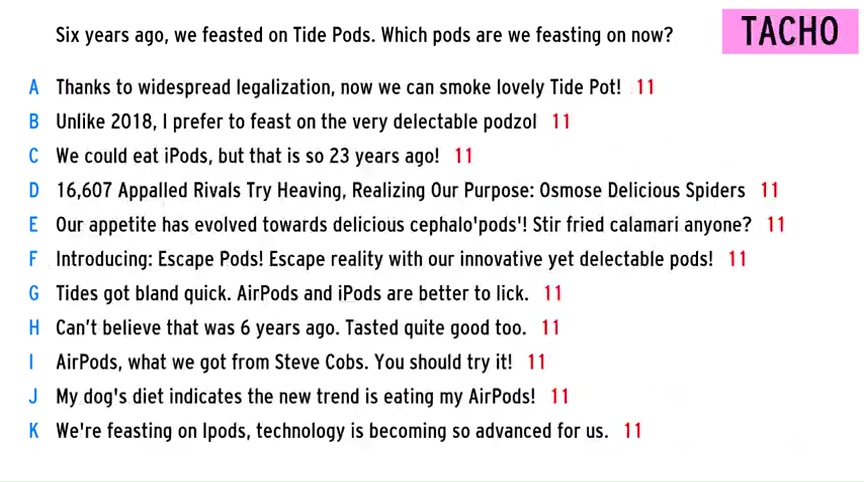 Six years ago, we feasted on Tide Pods. Which pods are we feasting on now?
TACHO
A Thanks to widespread legalization, now we can smoke lovely Tide Pot! 11
B Unlike 2018, I prefer to feast on the very delectable podzol 11
C We could eat iPods, but that is so 23 years ago! 11
D 16,607 Appalled Rivals Try Heaving, Realizing Our Purpose: Osmose Delicious Spiders 11
E Our appetite has evolved towards delicious cephalo'pods'! Stir fried calamari anyone? 11
F Introducing: Escape Pods! Escape reality with our innovative yet delectable pods! 11
G Tides got bland quick. AirPods and iPods are better to lick. 11
H Can't believe that was 6 years ago. Tasted quite good too. 11
I AirPods, what we got from Steve Cobs. You should try it! 11
J My dog's diet indicates the new trend is eating my AirPods! 11
K We're feasting on Ipods, technology is becoming so advanced for us. 11